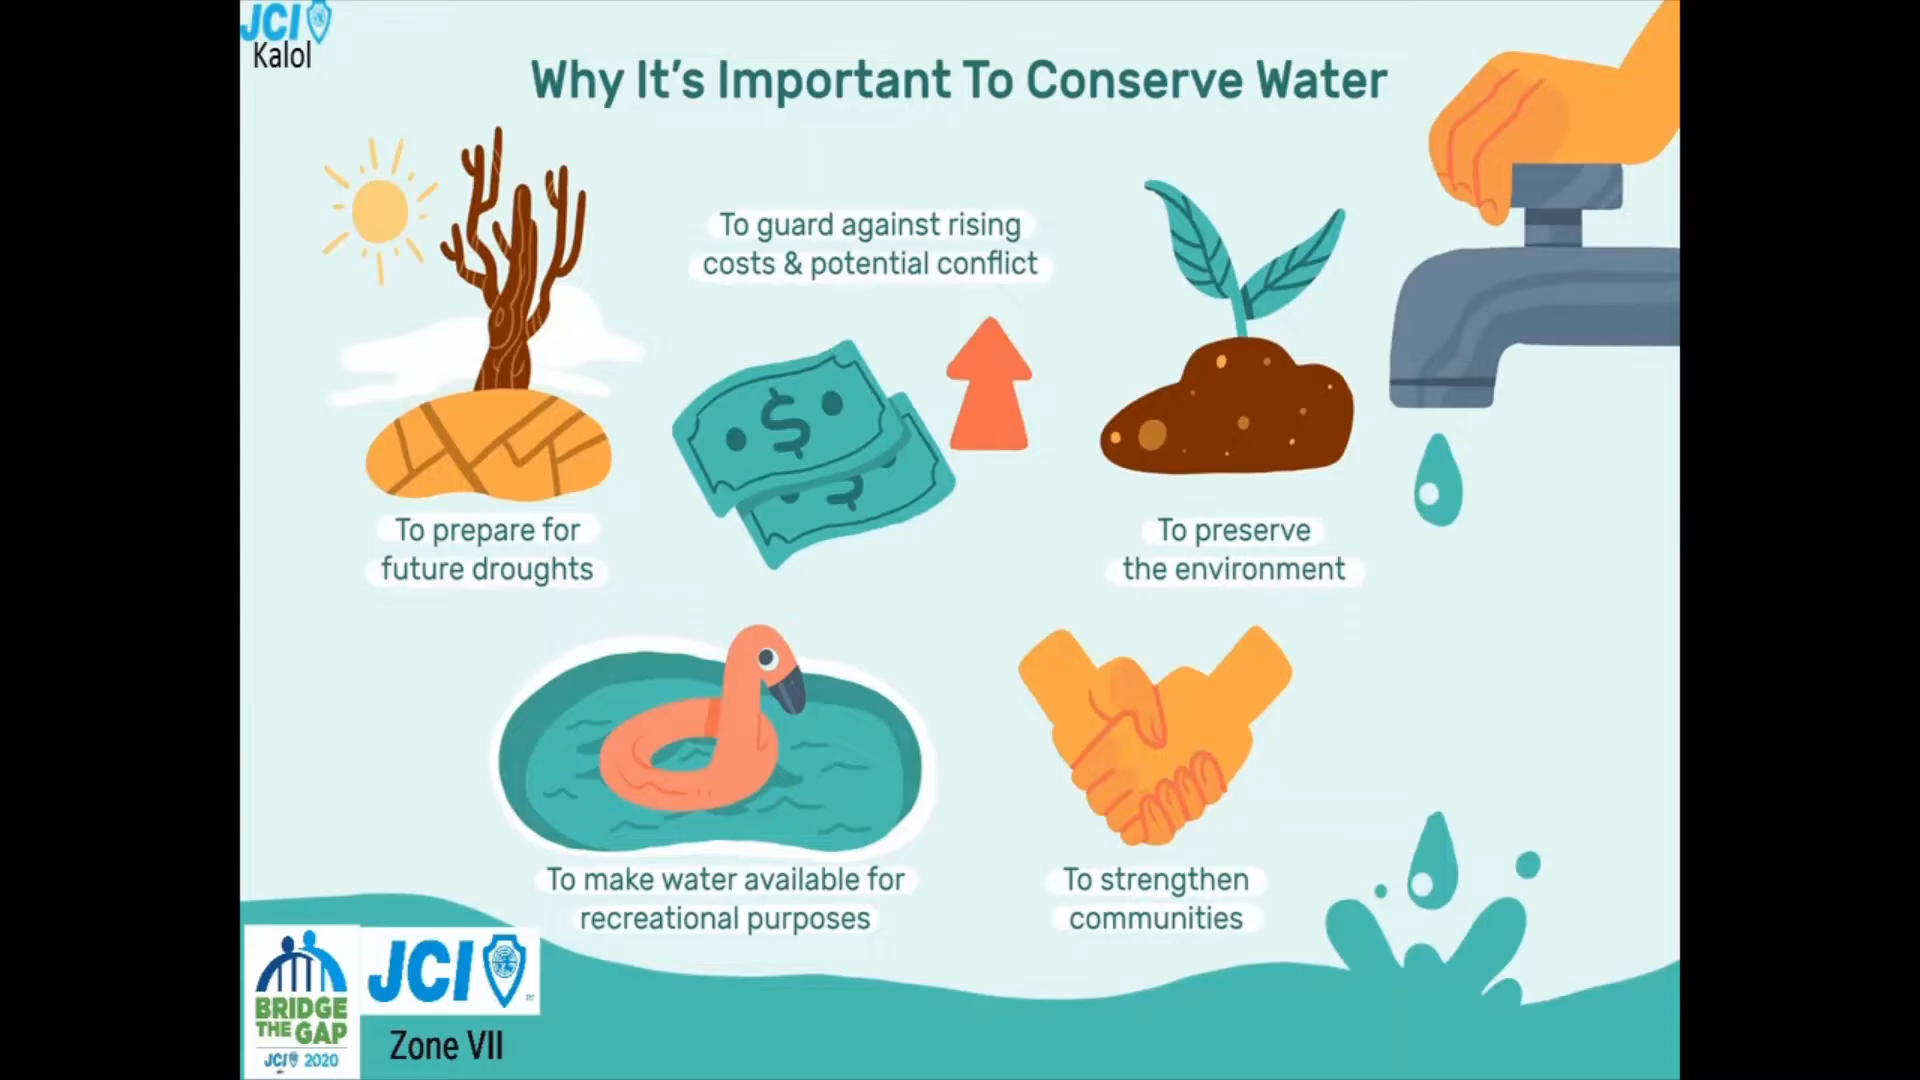 JCI
Kalol
Why It's Important To Conserve Water
To guard against rising
costs & potential conflict
$
To prepare for
future droughts
To preserve
the environment
To make water available for
recreational purposes
To strengthen
communities
BRIDGE
THE GAP
JCI 2020
JCI
Zone VII